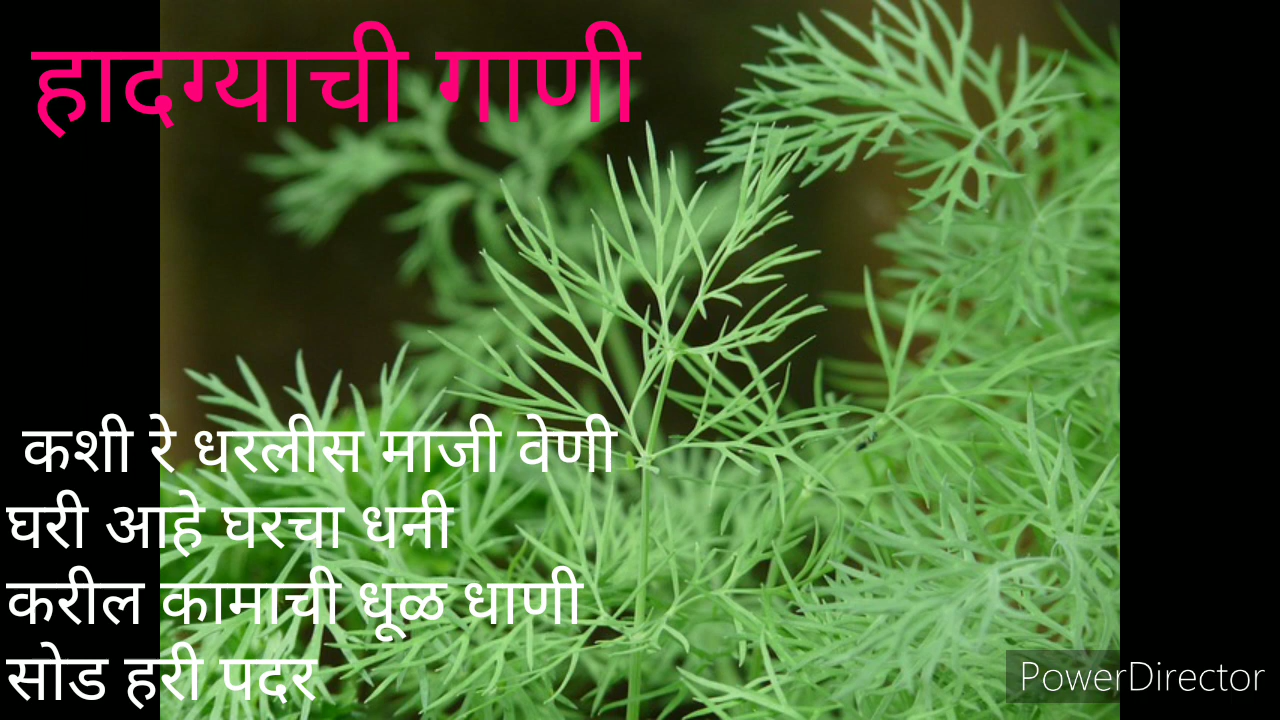 हादग्याची गाणी
कशी रे धरलीस माजी वेणी
घरी आहे घरचा धनी
करील कामाची धूळ धाणी
सोड हरी पदर
PowerDirector